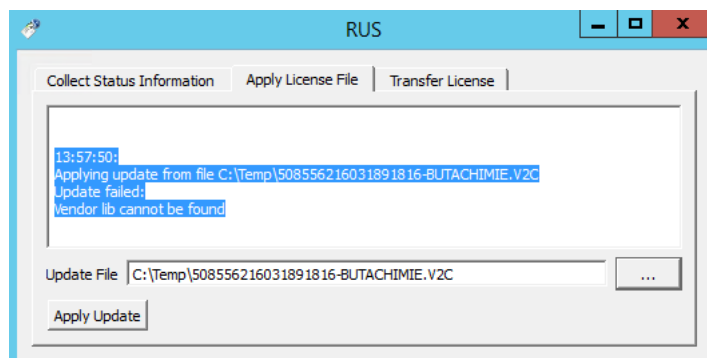 RUS
Collect Status Information
Apply License File
Transfer License
13:57:50:
Applying update from file C:\Temp\508556216031891816-BUTACHIMIE.V2C
Update failed:
Vendor lib cannot be found
Update File
C:\Temp\508556216031891816-BUTACHIMIE.V2C
...
Apply Update